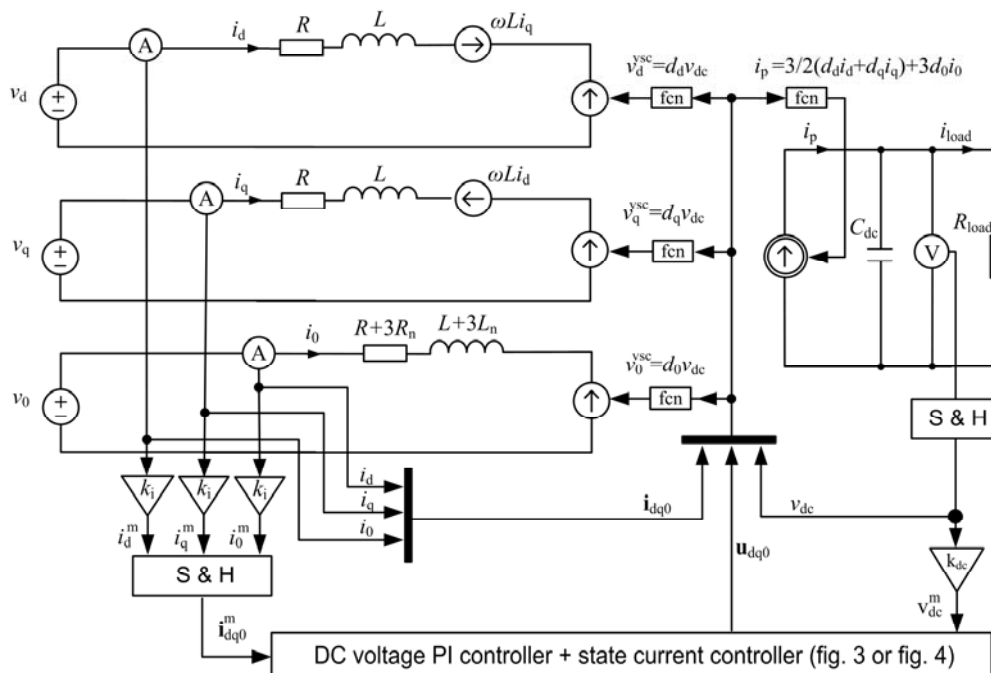 i_d R L ωLi_q
A
v_d
v_d^vsc=d_d v_dc
i_p=3/2(d_d i_d+d_q i_q)+3d_0 i_0
fcn fcn
i_p i_load
i_q R L ωLi_d
A
v_q
v_q^vsc=d_q v_dc
fcn
C_dc V R_load
i_0 R+3R_n L+3L_n
A
v_0
v_0^vsc=d_0 v_dc
fcn
S & H
k_i k_i k_i
i_d
i_q
i_0
i_dq0
v_dc
i_d^m i_q^m i_0^m
u_dq0
k_dc
S & H
v_dc^m
i_dq0^m
DC voltage PI controller + state current controller (fig. 3 or fig. 4)